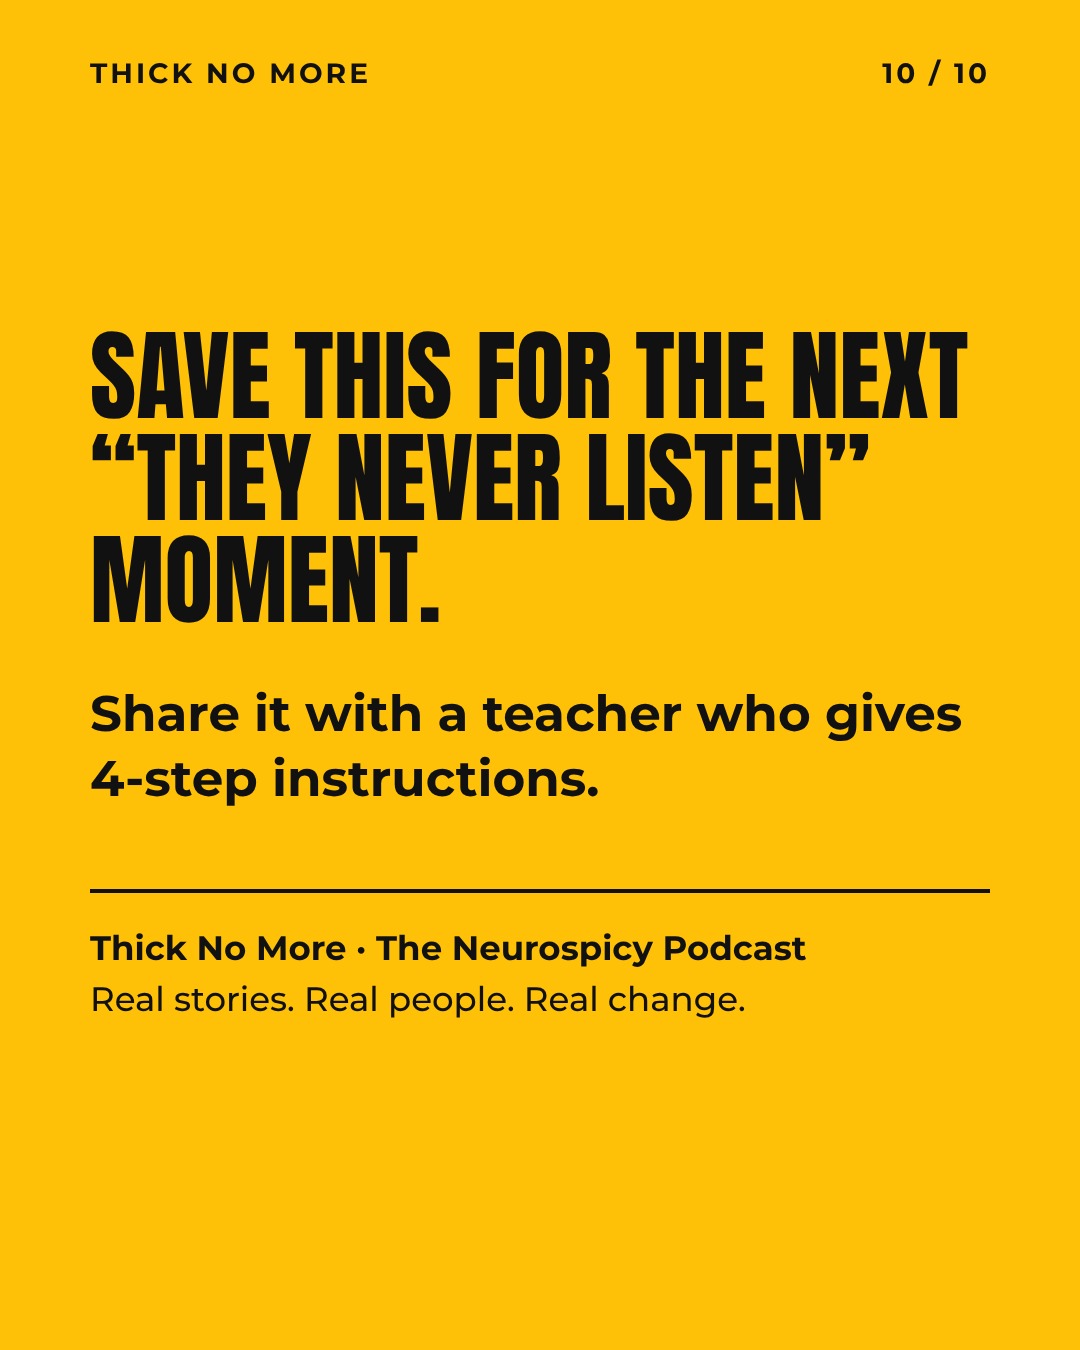 THICK NO MORE
10 / 10
SAVE THIS FOR THE NEXT
“THEY NEVER LISTEN”
MOMENT.
Share it with a teacher who gives
4-step instructions.
Thick No More · The Neurospicy Podcast
Real stories. Real people. Real change.